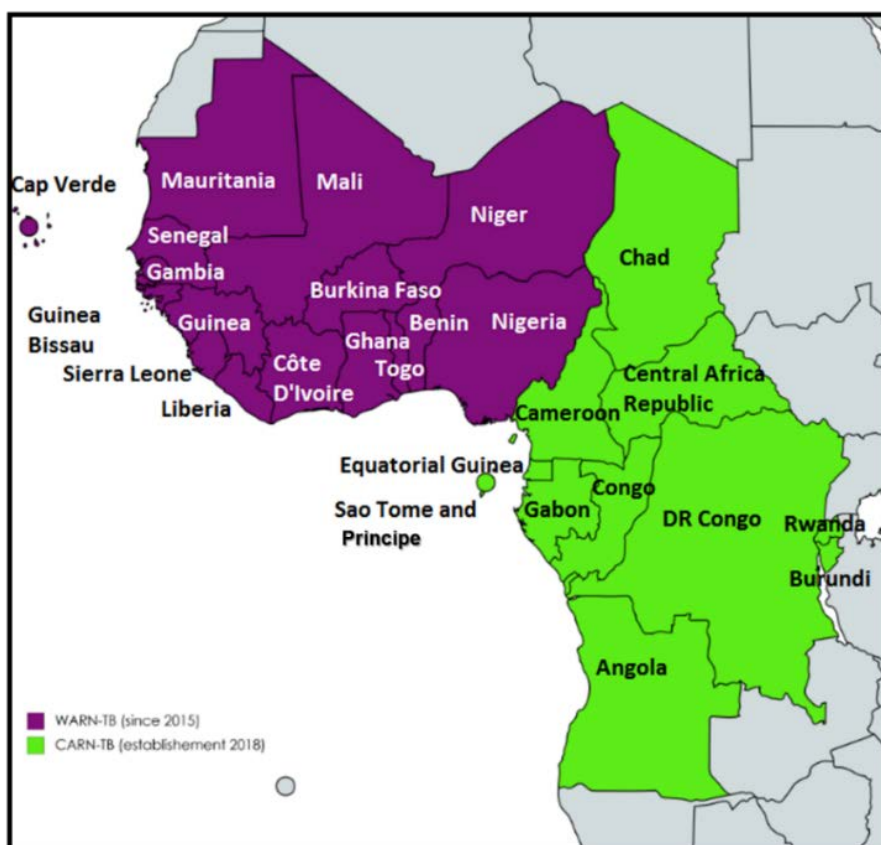 Cap Verde
Mauritania
Mali
Niger
Senegal
Gambia
Chad
Burkina Faso
Guinea
Bissau
Guinea
Benin
Nigeria
Ghana
Togo
Côte
D'Ivoire
Sierra Leone
Liberia
Central Africa
Republic
Cameroon
Equatorial Guinea
Sao Tome and
Principe
Gabon
Congo
DR Congo
Rwanda
Burundi
Angola
WARN-TB (since 2015)
CARN-TB (establishement 2018)